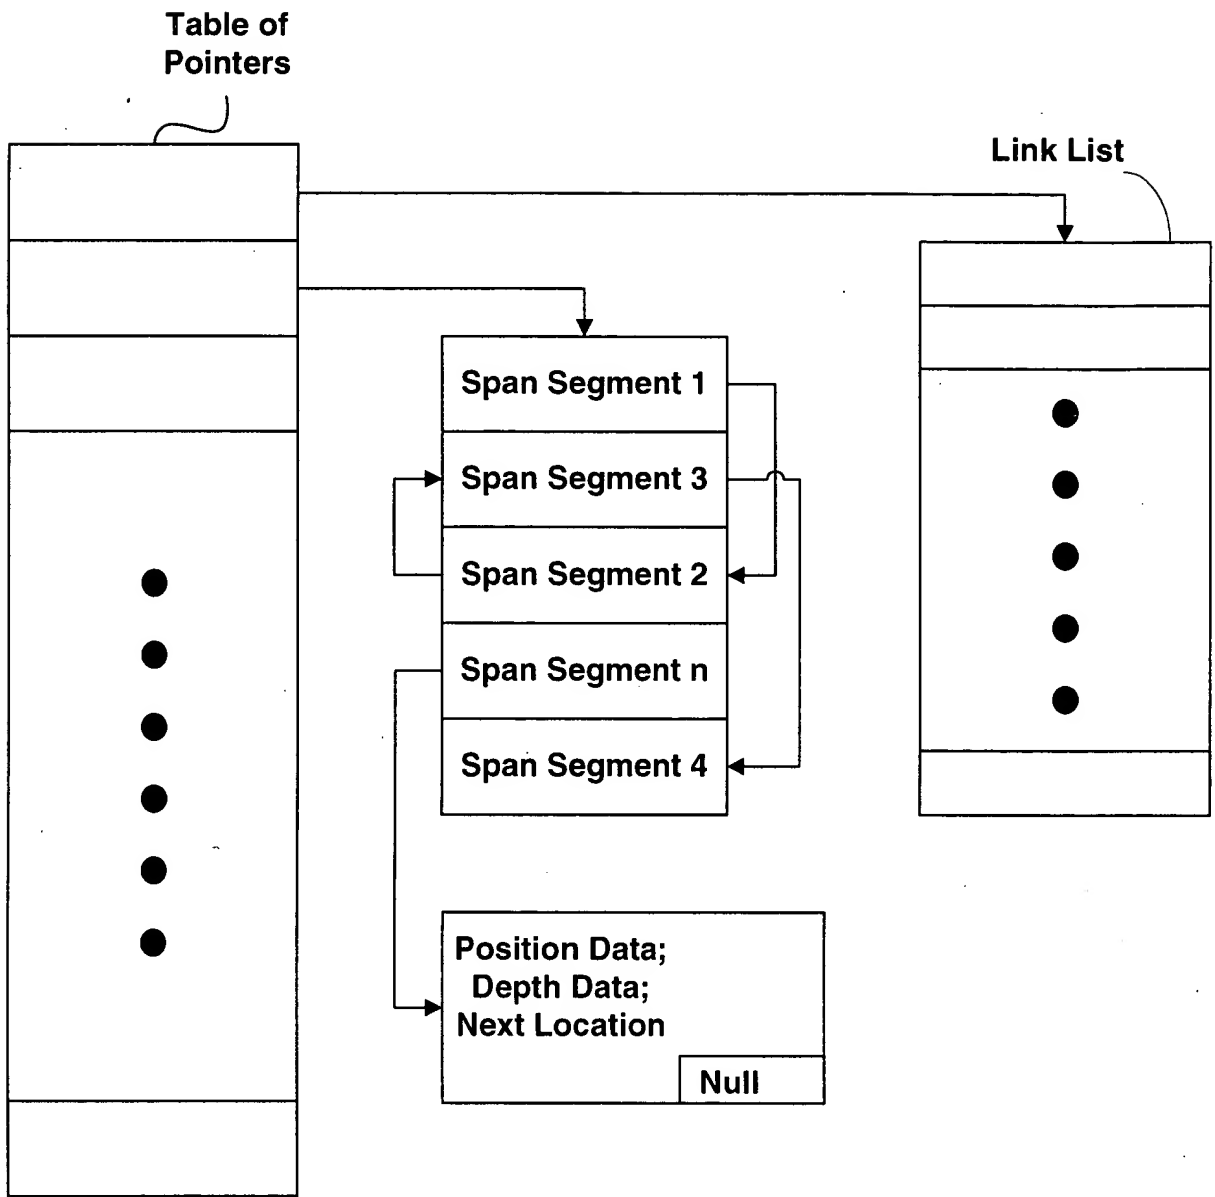 Table of
Pointers
Link List
Span Segment 1
Span Segment 3
Span Segment 2
Span Segment n
Span Segment 4
Position Data;
Depth Data;
Next Location
Null